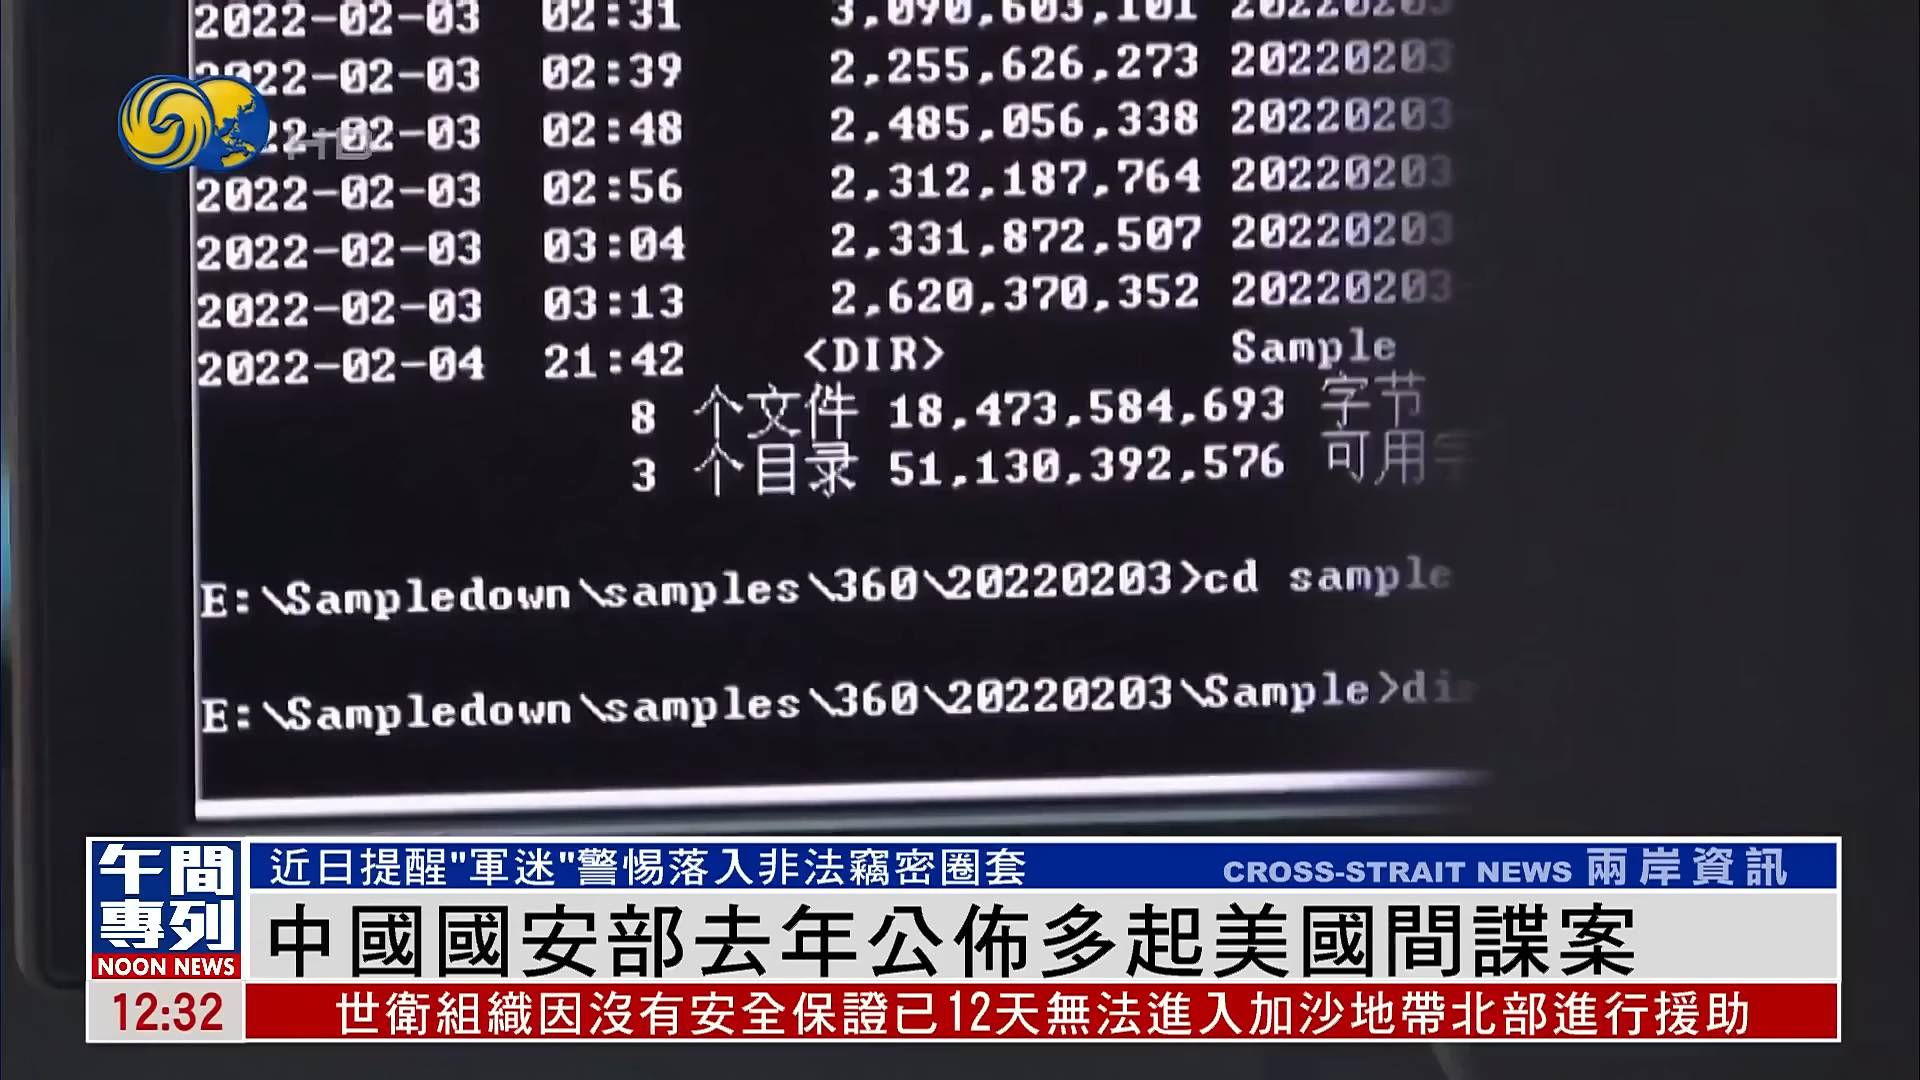 2022-02-03 02:31 3,090,603,101 20220203
2022-02-03 02:39 2,255,626,273 20220203
2022-02-03 02:48 2,485,056,338 20220203-
2022-02-03 02:56 2,312,187,764 20220203
2022-02-03 03:04 2,331,872,507 20220203-
2022-02-03 03:13 2,620,370,352 20220203-
2022-02-04 21:42 <DIR> Sample
8 个文件 18,473,584,693 字节
3 个目录 51,130,392,576 可用字
E:\Sampledown\samples\360\20220203>cd sample
E:\Sampledown\samples\360\20220203\Sample>dir
HD
午間專列
NOON NEWS
近日提醒"軍迷"警惕落入非法竊密圈套
CROSS-STRAIT NEWS 兩岸資訊
中國國安部去年公佈多起美國間諜案
12:32
世衛組織因沒有安全保證已12天無法進入加沙地帶北部進行援助